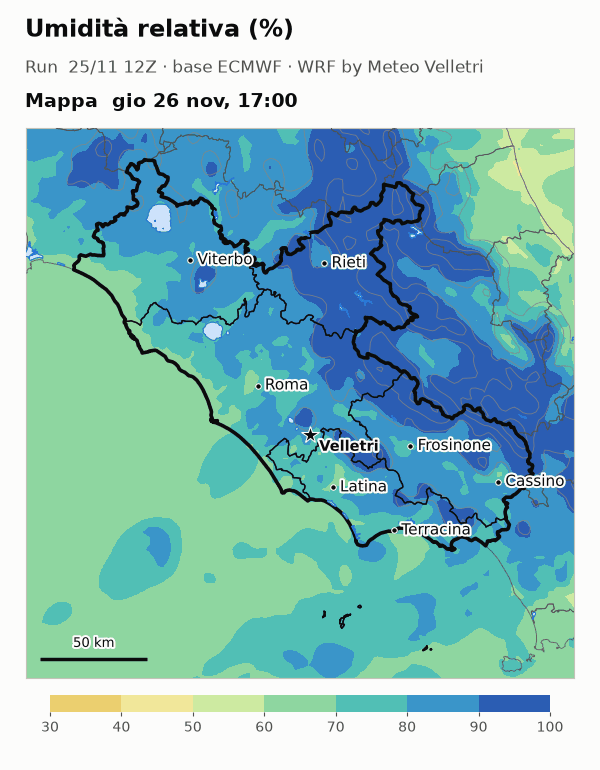 Umidità relativa (%)
Run  25/11 12Z · base ECMWF · WRF by Meteo Velletri
Mappa  gio 26 nov, 17:00
Viterbo
Rieti
Roma
Velletri
Frosinone
Cassino
Latina
Terracina
50 km
30 40 50 60 70 80 90 100